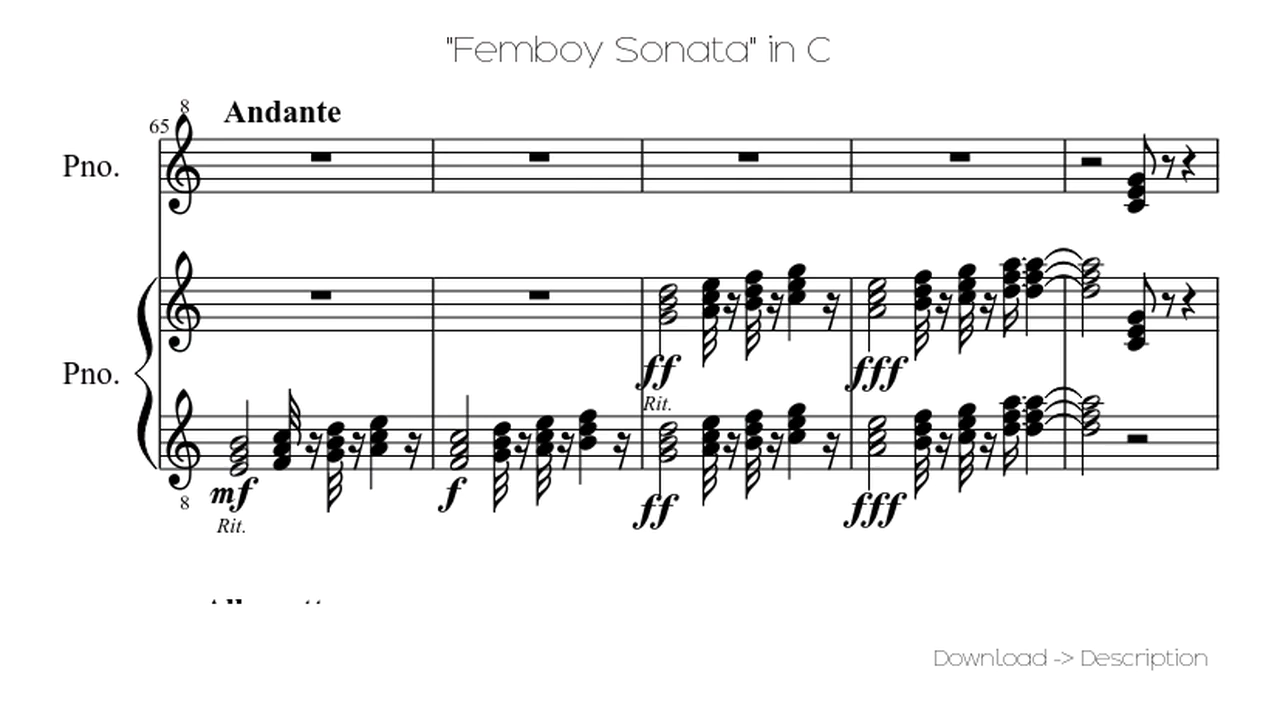 "Femboy Sonata" in C
8
65
Andante
Pno.
Pno.
ff
fff
Rit.
8
mf
f
ff
fff
Rit.
Download -> Description